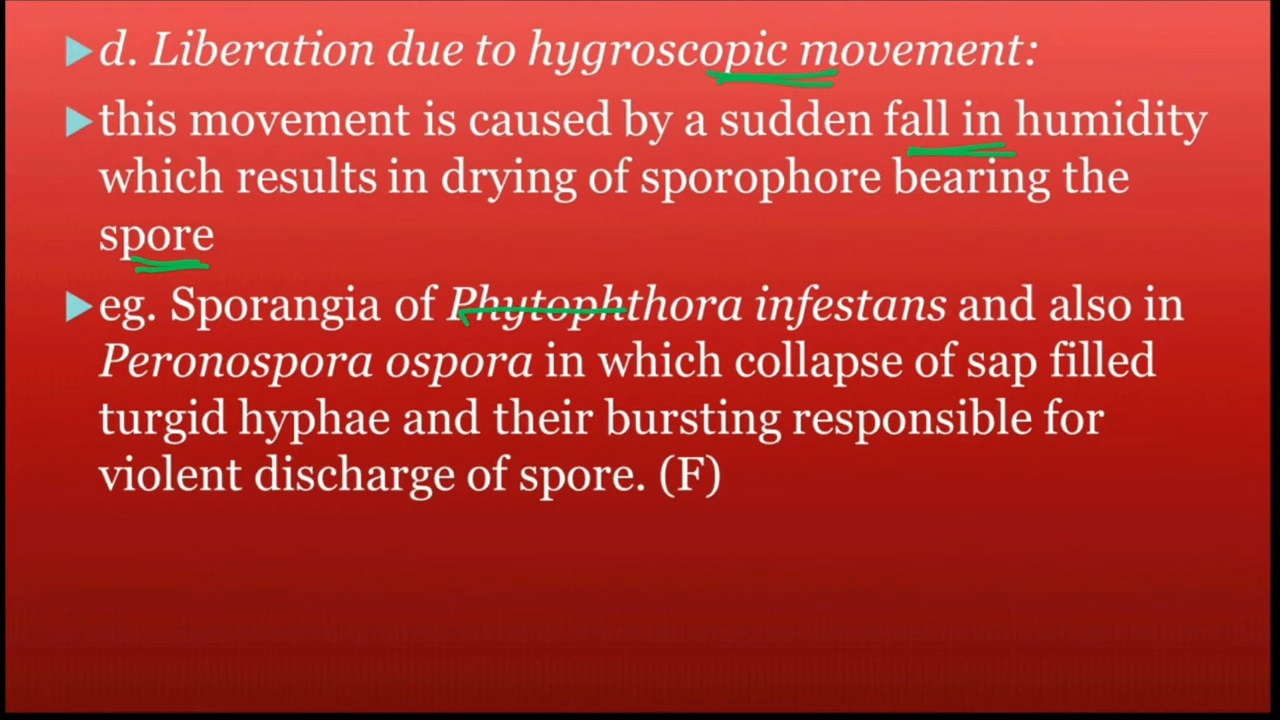 d. Liberation due to hygroscopic movement:
this movement is caused by a sudden fall in humidity
which results in drying of sporophore bearing the
spore
eg. Sporangia of Phytophthora infestans and also in
Peronospora ospora in which collapse of sap filled
turgid hyphae and their bursting responsible for
violent discharge of spore. (F)